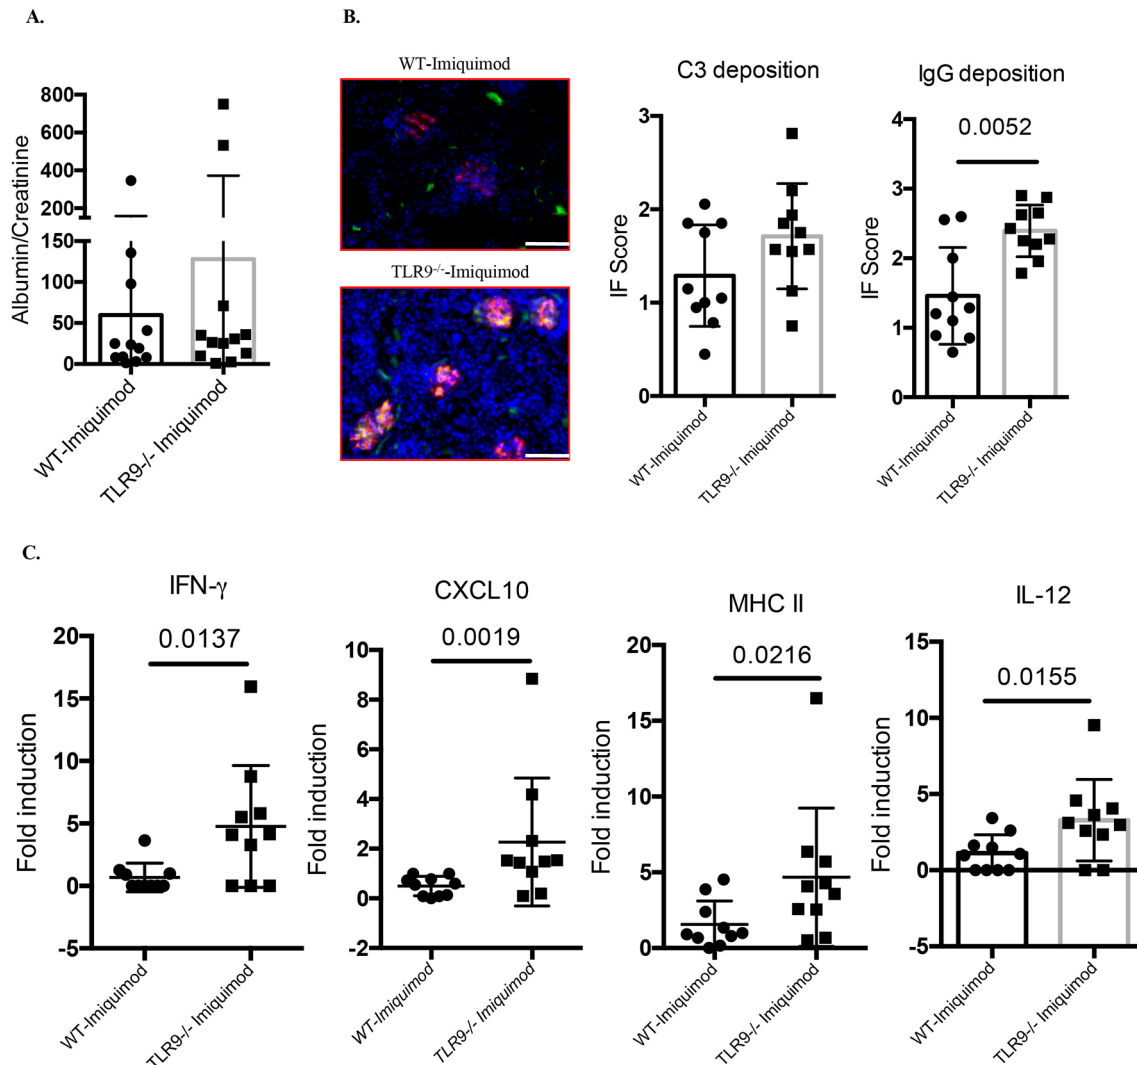 A.
B.
800
600
400
200
150
100
50
0
Albumin/Creatinine
WT-Imiquimod
TLR9-/- Imiquimod
WT-Imiquimod
TLR9-/--Imiquimod
C3 deposition
3
2
1
0
IF Score
WT-Imiquimod
TLR9-/- Imiquimod
IgG deposition
0.0052
4
3
2
1
0
IF Score
WT-Imiquimod
TLR9-/- Imiquimod
C.
IFN-γ
0.0137
20
15
10
5
0
-5
Fold induction
WT-Imiquimod
TLR9-/- Imiquimod
CXCL10
0.0019
10
8
6
4
2
0
-2
Fold induction
WT-Imiquimod
TLR9-/- Imiquimod
MHC II
0.0216
20
15
10
5
0
Fold induction
WT-Imiquimod
TLR9-/- Imiquimod
IL-12
0.0155
15
10
5
0
-5
Fold induction
WT-Imiquimod
TLR9-/- Imiquimod